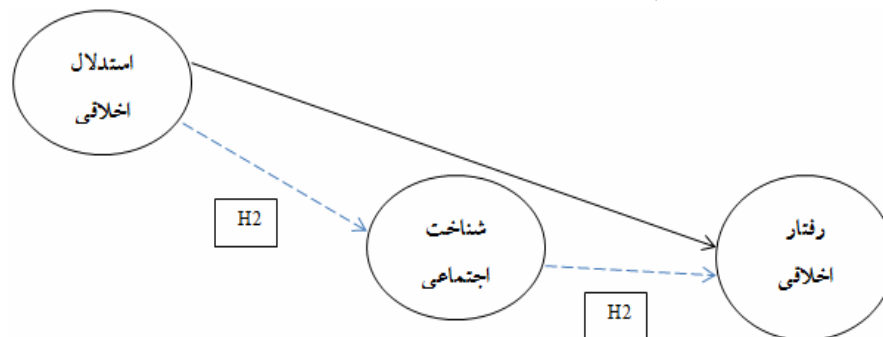 استدلال
اخلاقی
H2
شناخت
اجتماعی
H2
رفتار
اخلاقی